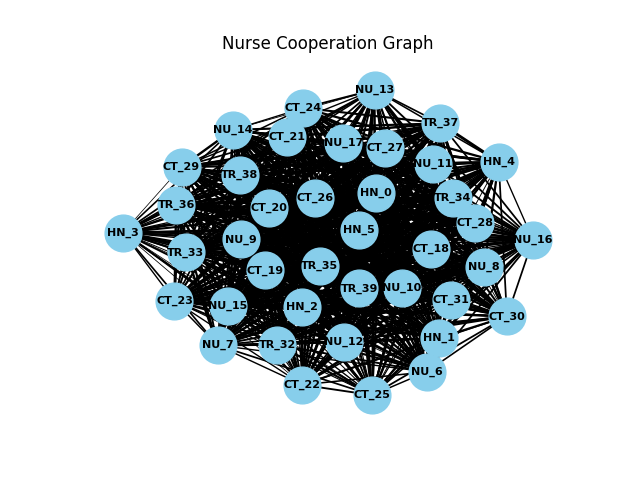 Nurse Cooperation Graph
NU_13
CT_24
TR_37
NU_14
CT_21
NU_17
CT_27
NU_11
HN_4
CT_29
TR_38
HN_0
TR_34
CT_26
TR_36
CT_20
CT_28
HN_5
HN_3
NU_9
NU_16
CT_18
TR_33
TR_35
NU_8
CT_19
TR_39
NU_10
CT_23
CT_31
NU_15
HN_2
CT_30
HN_1
NU_12
NU_7
TR_32
NU_6
CT_22
CT_25